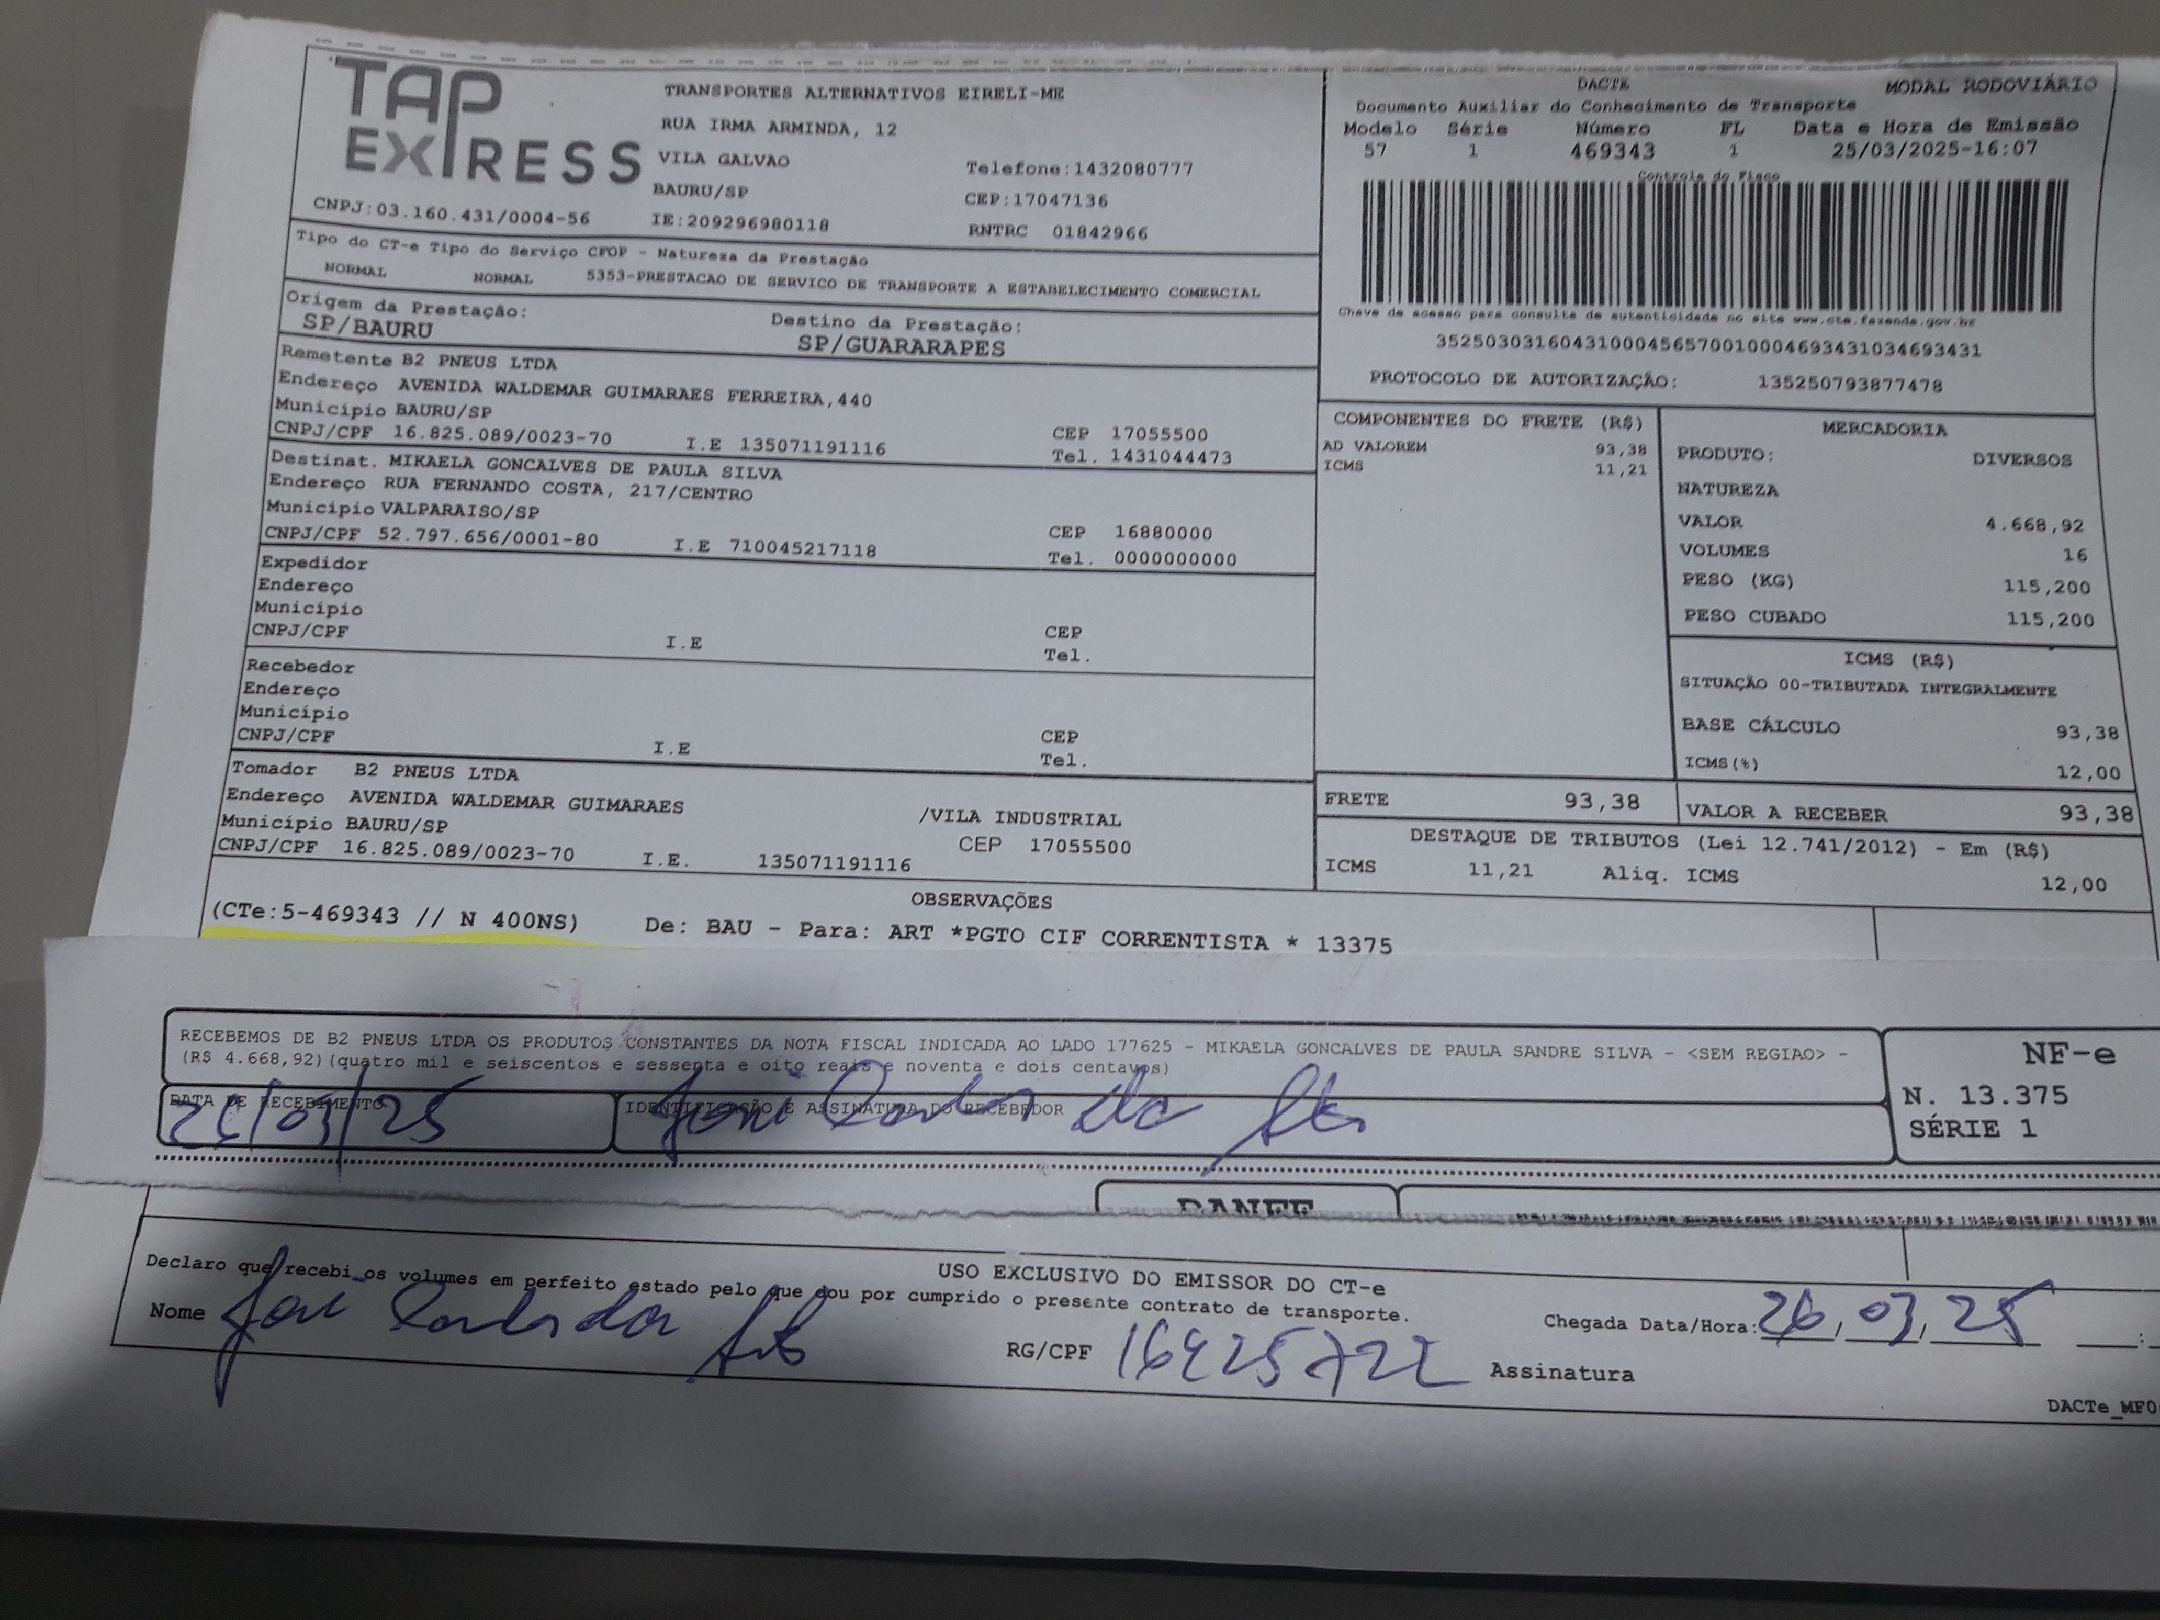 TAP EXPRESS
TRANSPORTES ALTERNATIVOS EIRELI-ME
RUA IRMA ARMINDA, 12
VILA GALVAO
Telefone:1432080777
BAURU/SP
CEP:17047136
CNPJ:03.160.431/0004-56
IE:209296980118
RNTRC 01842966
DACTE
MODAL RODOVIÁRIO
Documento Auxiliar do Conhecimento de Transporte
Modelo Série Número FL Data e Hora de Emissão
57 1 469343 1 25/03/2025-16:07
Controle do Fisco
Chave de acesso para consulta de autenticidade no site www.cte.fazenda.gov.br
35250303160431000456570010004693431034693431
PROTOCOLO DE AUTORIZAÇÃO: 135250793877478
Tipo do CT-e Tipo do Serviço CFOP - Natureza da Prestação
NORMAL NORMAL 5353-PRESTACAO DE SERVICO DE TRANSPORTE A ESTABELECIMENTO COMERCIAL
Origem da Prestação: Destino da Prestação:
SP/BAURU SP/GUARARAPES
Remetente B2 PNEUS LTDA
Endereço AVENIDA WALDEMAR GUIMARAES FERREIRA,440
Município BAURU/SP CEP 17055500
CNPJ/CPF 16.825.089/0023-70 I.E 135071191116 Tel. 1431044473
Destinat. MIKAELA GONCALVES DE PAULA SILVA
Endereço RUA FERNANDO COSTA, 217/CENTRO
Município VALPARAISO/SP CEP 16880000
CNPJ/CPF 52.797.656/0001-80 I.E 710045217118 Tel. 0000000000
Expedidor
Endereço
Município CEP
CNPJ/CPF I.E Tel.
Recebedor
Endereço
Município CEP
CNPJ/CPF I.E Tel.
Tomador B2 PNEUS LTDA
Endereço AVENIDA WALDEMAR GUIMARAES /VILA INDUSTRIAL
Município BAURU/SP CEP 17055500
CNPJ/CPF 16.825.089/0023-70 I.E. 135071191116
COMPONENTES DO FRETE (R$)
AD VALOREM 93,38
ICMS 11,21
MERCADORIA
PRODUTO: DIVERSOS
NATUREZA
VALOR 4.668,92
VOLUMES 16
PESO (KG) 115,200
PESO CUBADO 115,200
ICMS (R$)
SITUAÇÃO 00-TRIBUTADA INTEGRALMENTE
BASE CÁLCULO 93,38
ICMS(%) 12,00
FRETE 93,38 VALOR A RECEBER 93,38
DESTAQUE DE TRIBUTOS (Lei 12.741/2012) - Em (R$)
ICMS 11,21 Aliq. ICMS 12,00
OBSERVAÇÕES
(CTe:5-469343 // N 400NS) De: BAU - Para: ART *PGTO CIF CORRENTISTA * 13375
RECEBEMOS DE B2 PNEUS LTDA OS PRODUTOS CONSTANTES DA NOTA FISCAL INDICADA AO LADO 177625 - MIKAELA GONCALVES DE PAULA SANDRE SILVA - <SEM REGIAO> -
(R$ 4.668,92)(quatro mil e seiscentos e sessenta e oito reais e noventa e dois centavos)
DATA DE RECEBIMENTO IDENTIFICAÇÃO E ASSINATURA DO RECEBEDOR
NF-e
N. 13.375
SÉRIE 1
DANFE
USO EXCLUSIVO DO EMISSOR DO CT-e
Declaro que recebi os volumes em perfeito estado pelo que dou por cumprido o presente contrato de transporte.
Nome
RG/CPF
Assinatura
Chegada Data/Hora: 26,03,25 :